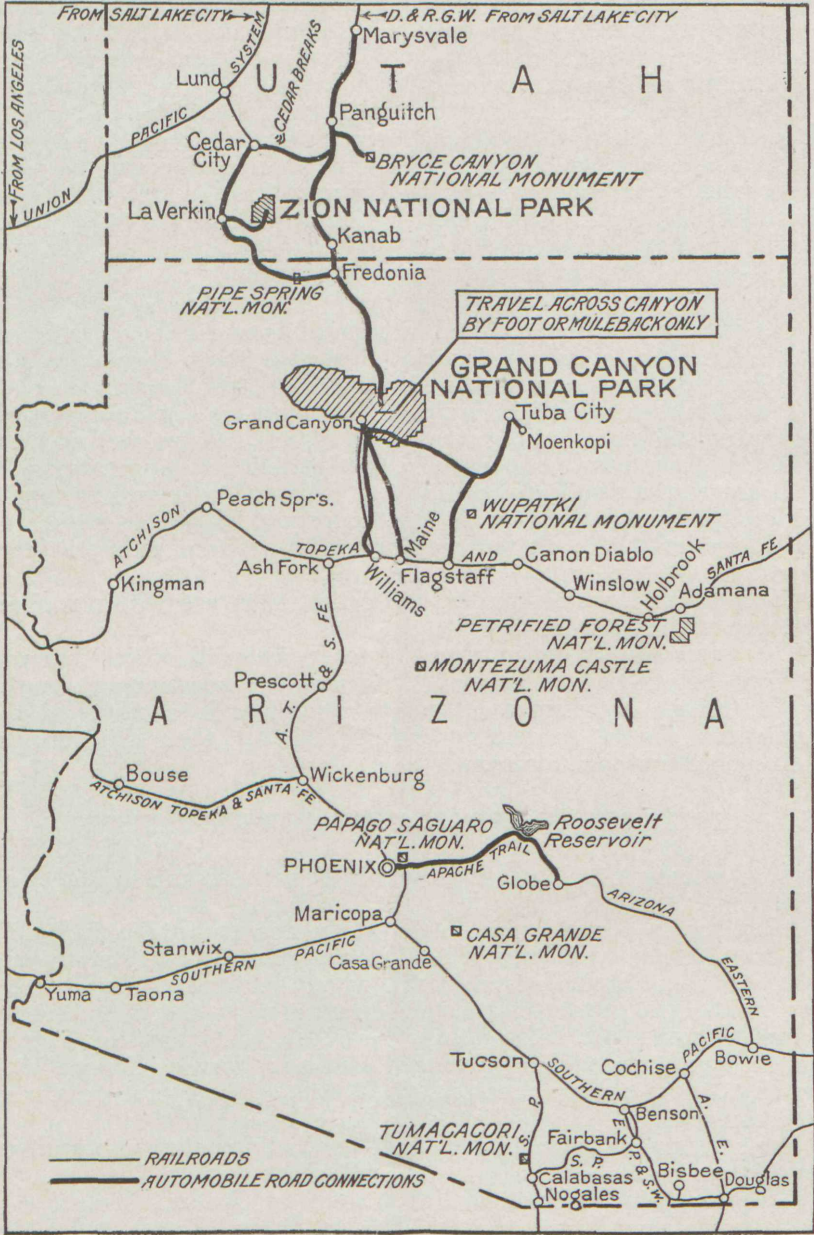 FROM SALT LAKE CITY
D. & R. G. W. FROM SALT LAKE CITY
FROM LOS ANGELES
UNION PACIFIC SYSTEM
UTAH
Marysvale
Lund
CEDAR BREAKS
Panguitch
Cedar
City
BRYCE CANYON
NATIONAL MONUMENT
La Verkin
ZION NATIONAL PARK
Kanab
Fredonia
PIPE SPRING
NAT'L. MON.
TRAVEL ACROSS CANYON
BY FOOT OR MULEBACK ONLY
GRAND CANYON
NATIONAL PARK
Grand Canyon
Tuba City
Moenkopi
Peach Spr's.
WUPATKI
NATIONAL MONUMENT
ATCHISON TOPEKA AND SANTA FE
Kingman
Ash Fork
Williams
Maine
Flagstaff
Canon Diablo
Winslow
Holbrook
Adamana
PETRIFIED FOREST
NAT'L. MON.
A. T. & S. FE
MONTEZUMA CASTLE
NAT'L. MON.
Prescott
ARIZONA
Bouse
Wickenburg
ATCHISON TOPEKA & SANTA FE
PAPAGO SAGUARO
NAT'L. MON.
Roosevelt
Reservoir
PHOENIX
APACHE TRAIL
Globe
ARIZONA EASTERN
Maricopa
CASA GRANDE
NAT'L. MON.
Stanwix
SOUTHERN PACIFIC
Casa Grande
Yuma
Taona
Tucson
SOUTHERN PACIFIC
Cochise
Bowie
Benson
S. P.
A. E.
TUMACACORI
NAT'L. MON.
Fairbank
E. P. & S. W.
S. P.
Calabasas
Bisbee
Douglas
Nogales
RAILROADS
AUTOMOBILE ROAD CONNECTIONS